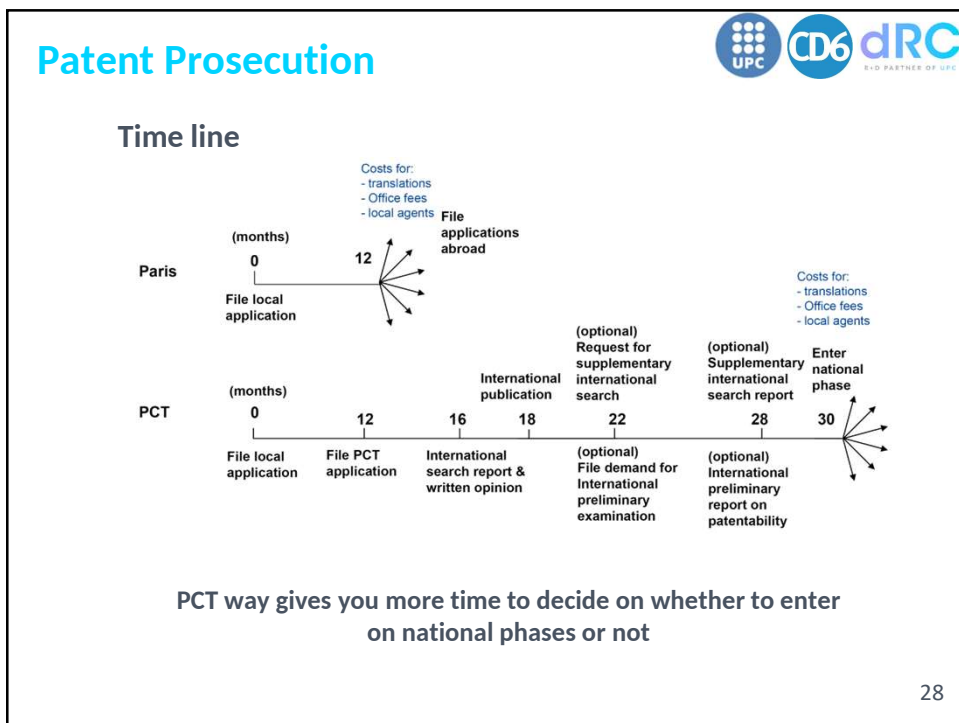 Patent Prosecution
UPC
CD6
dRC
R+D PARTNER OF UPC
Time line
Costs for:
- translations
- Office fees
- local agents
File
applications
abroad
(months)
0
12
Paris
File local
application
Costs for:
- translations
- Office fees
- local agents
(optional)
Request for
supplementary
international
search
(optional)
Supplementary
international
search report
Enter
national
phase
International
publication
(months)
PCT
0
12
16
18
22
28
30
File local
application
File PCT
application
International
search report &
written opinion
(optional)
File demand for
International
preliminary
examination
(optional)
International
preliminary
report on
patentability
PCT way gives you more time to decide on whether to enter
on national phases or not
28